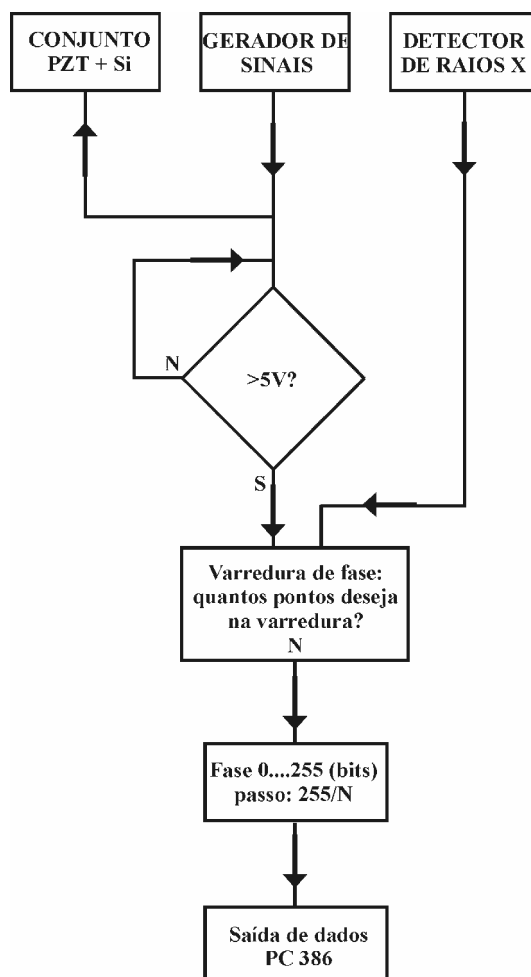 CONJUNTO
PZT + Si
GERADOR DE
SINAIS
DETECTOR
DE RAIOS X
N
>5V?
S
Varredura de fase:
quantos pontos deseja
na varredura?
N
Fase 0....255 (bits)
passo: 255/N
Saída de dados
PC 386